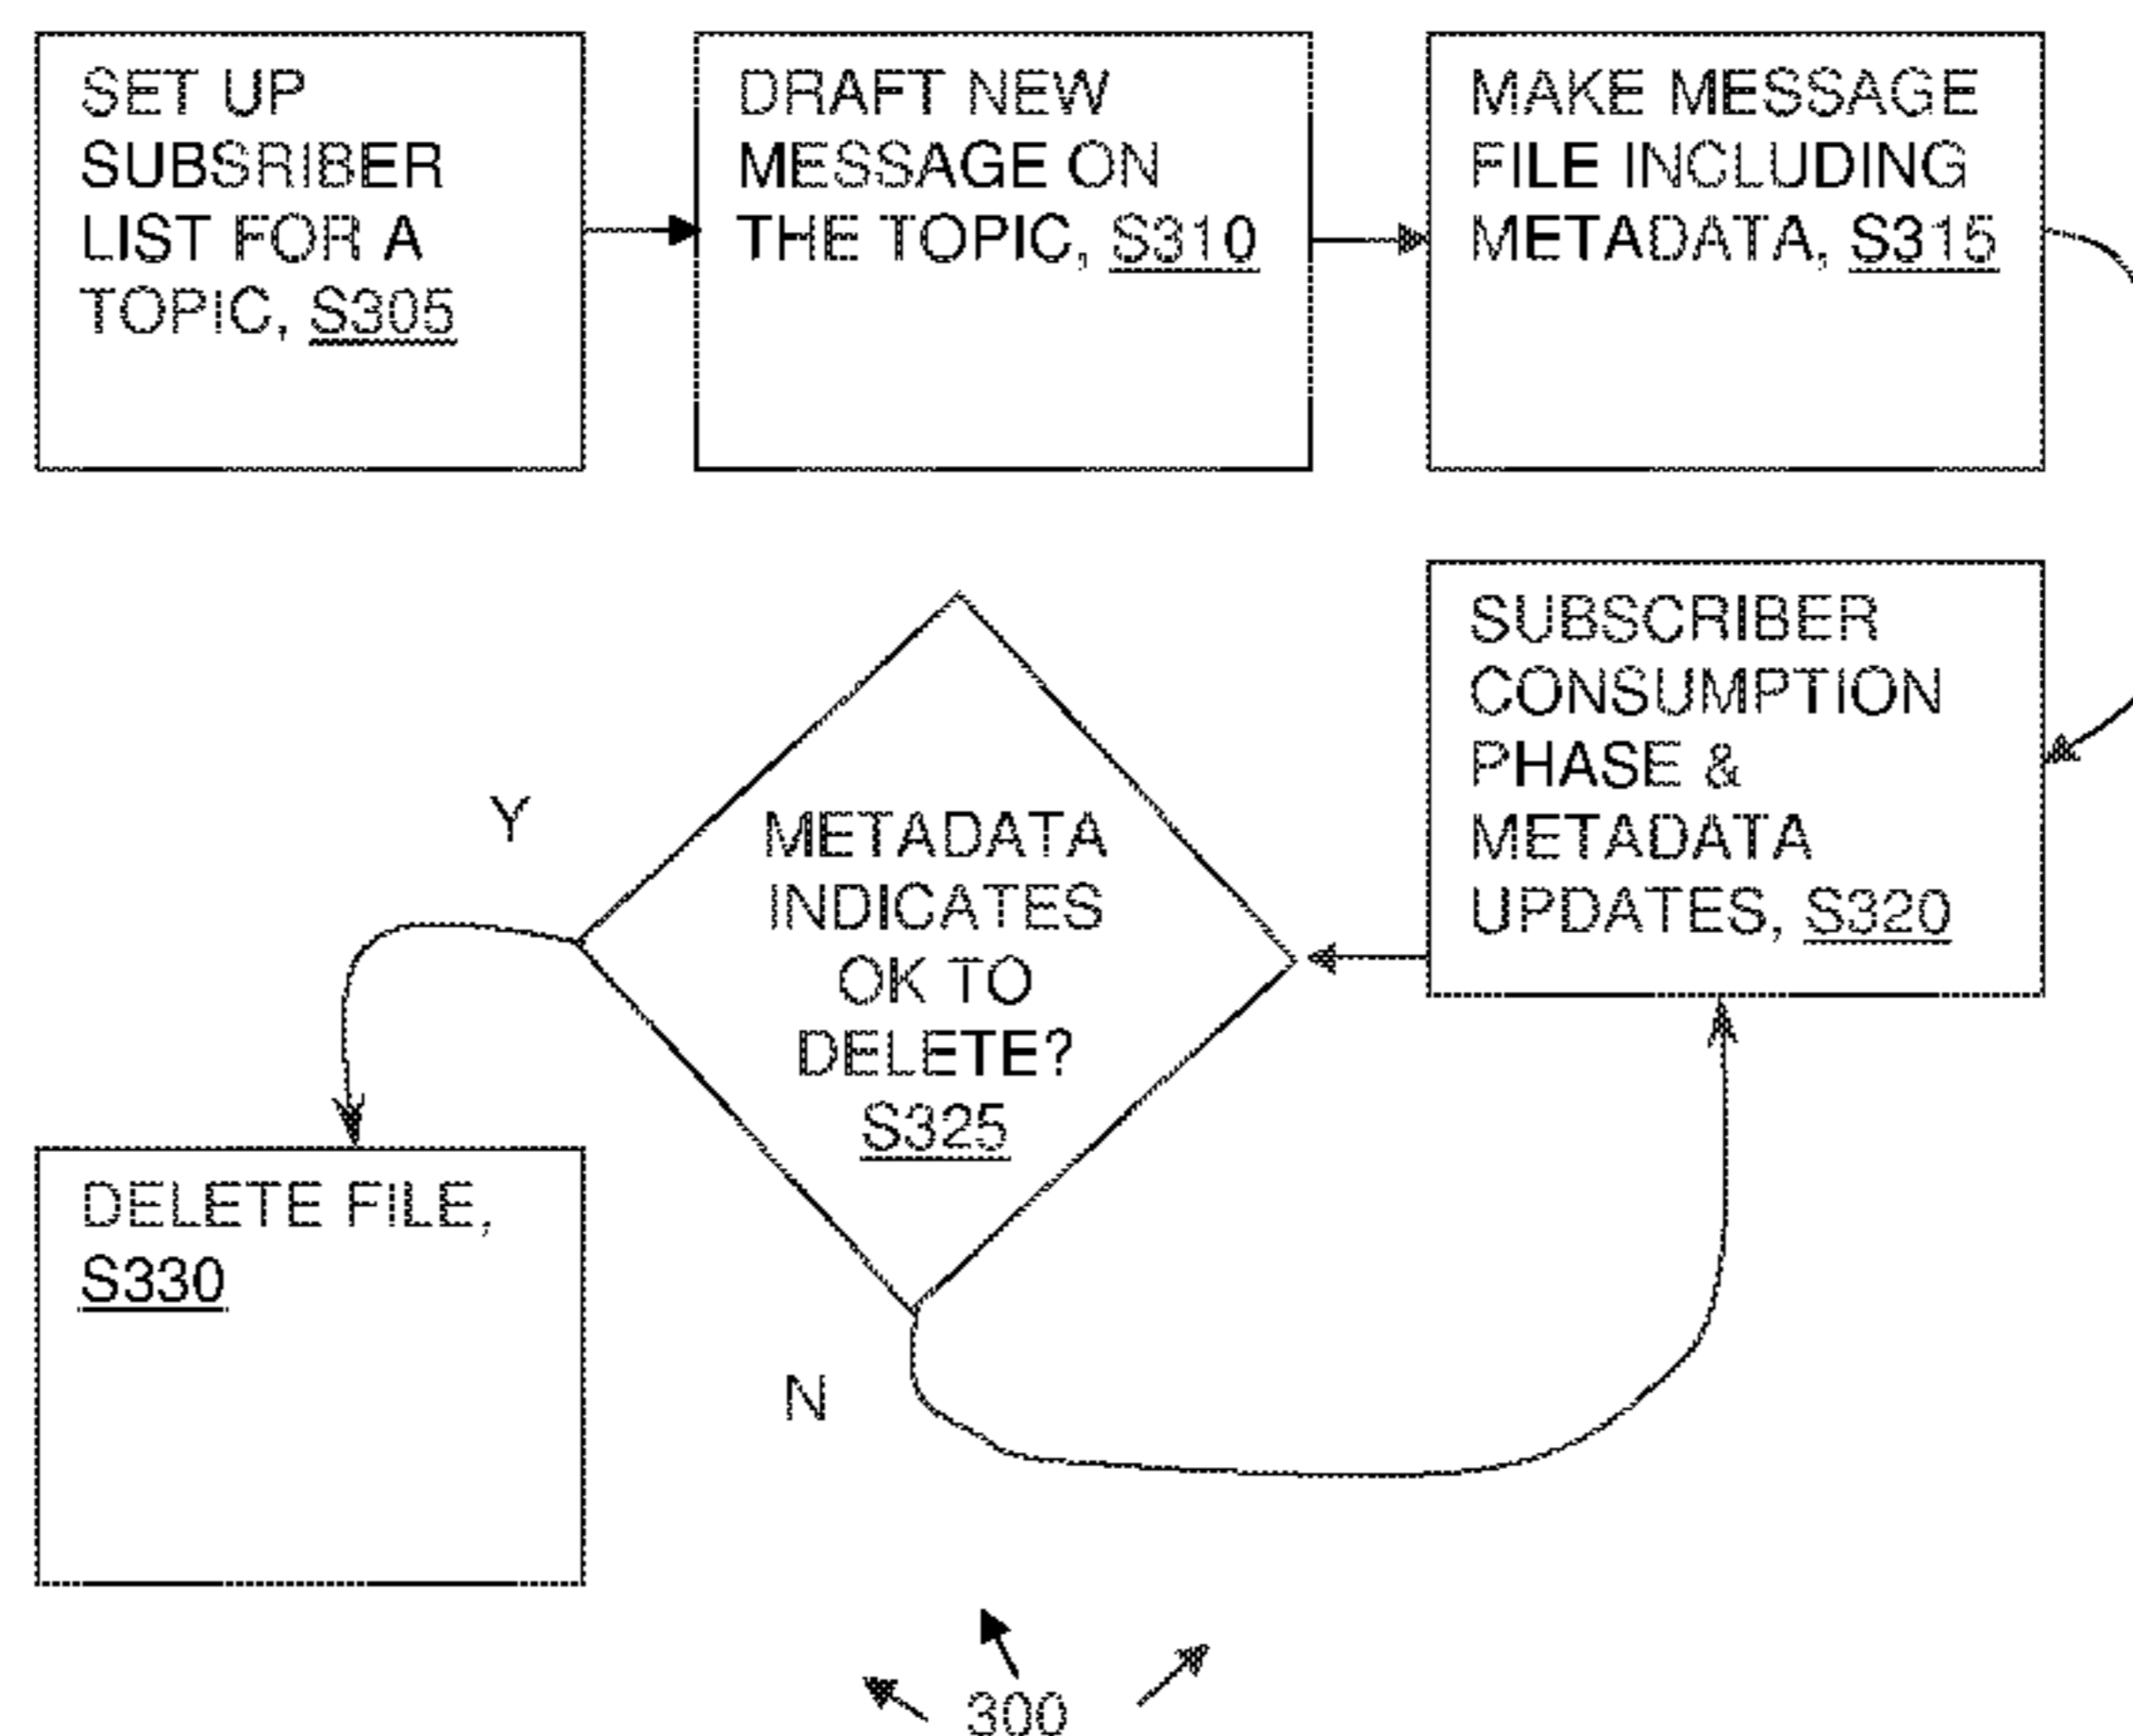 SET UP
SUBSRIBER
LIST FOR A
TOPIC, S305
DRAFT NEW
MESSAGE ON
THE TOPIC, S310
MAKE MESSAGE
FILE INCLUDING
METADATA, S315
SUBSCRIBER
CONSUMPTION
PHASE &
METADATA
UPDATES, S320
METADATA
INDICATES
OK TO
DELETE?
S325
Y
N
DELETE FILE,
S330
300